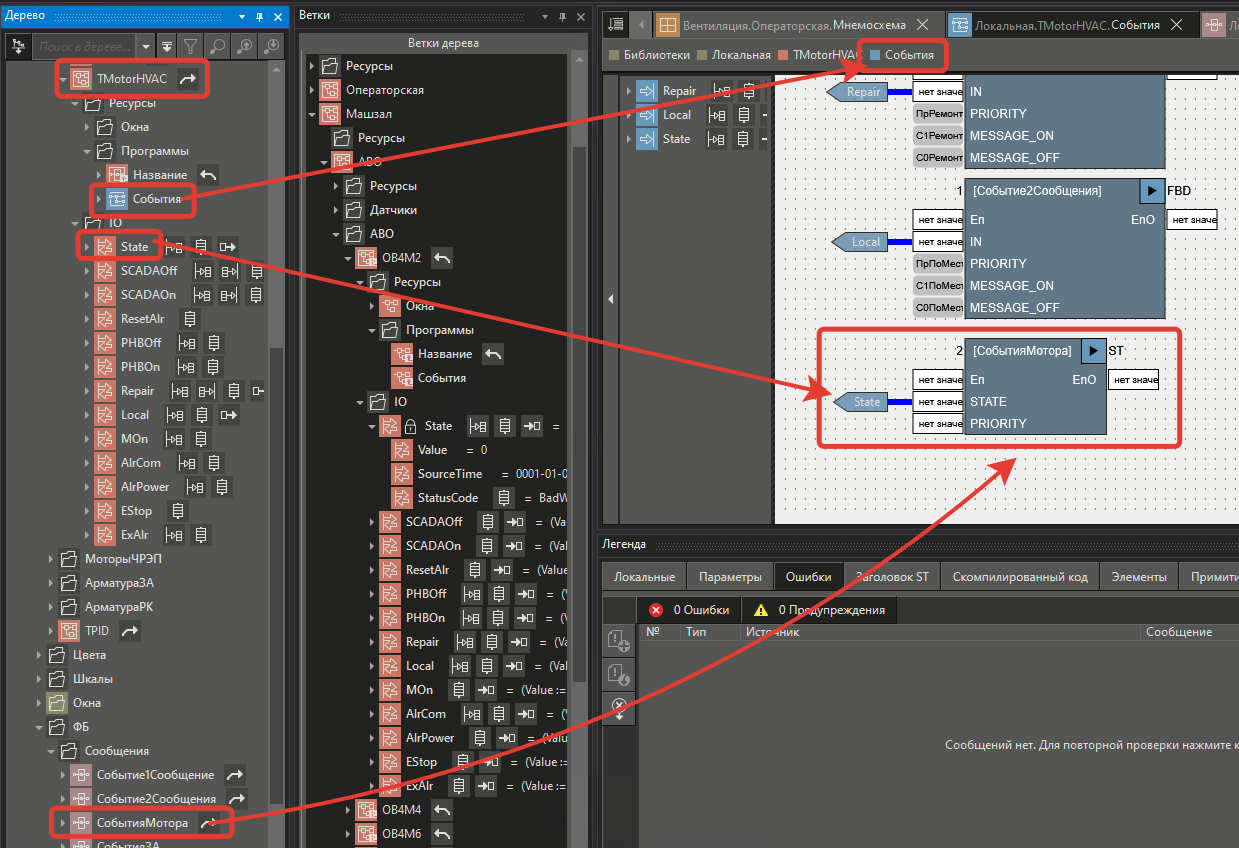 Дерево
Поиск в дереве...
TMotorHVAC
Ресурсы
Окна
Программы
Название
События
IO
State
SCADAOff
SCADAOn
ResetAlr
PHBOff
PHBOn
Repair
Local
MOn
AlrCom
AlrPower
EStop
ExAlr
МоторыЧРЭП
АрматураЗА
АрматураРК
TPID
Цвета
Шкалы
Окна
ФБ
Сообщения
Событие1Сообщение
Событие2Сообщения
СобытияМотора
СобытияЗА
Ветки
Ветки дерева
Ресурсы
Операторская
Машзал
Ресурсы
АВО
Ресурсы
Датчики
АВО
ОВ4М2
Ресурсы
Окна
Программы
Название
События
IO
State =
Value = 0
SourceTime = 0001-01-0
StatusCode = BadW
SCADAOff = (Val
SCADAOn = (Val
ResetAlr = (Value
PHBOff = (
PHBOn = (
Repair = (Va
Local = (Val
MOn = (Value :=
AlrCom = (V
AlrPower = (Valu
EStop = (Value :
ExAlr = (Value :=
ОВ4М4
ОВ4М6
Вентиляция.Операторская.Мнемосхема
Локальная.TMotorHVAC.События
Библиотеки Локальная TMotorHVAC События
Repair
Local
State
Repair нет значе IN
ПрРемонт PRIORITY
С1Ремонт MESSAGE_ON
С0Ремонт MESSAGE_OFF
1 [Событие2Сообщения] FBD
нет значе En EnO нет значе
Local нет значе IN
ПрПоМест PRIORITY
С1ПоМест MESSAGE_ON
С0ПоМест MESSAGE_OFF
2 [СобытияМотора] ST
нет значе En EnO нет значе
State нет значе STATE
нет значе PRIORITY
Легенда
Локальные Параметры Ошибки Заголовок ST Скомпилированный код Элементы Примити
0 Ошибки 0 Предупреждения
№ Тип Источник Сообщение
Сообщений нет. Для повторной проверки нажмите к